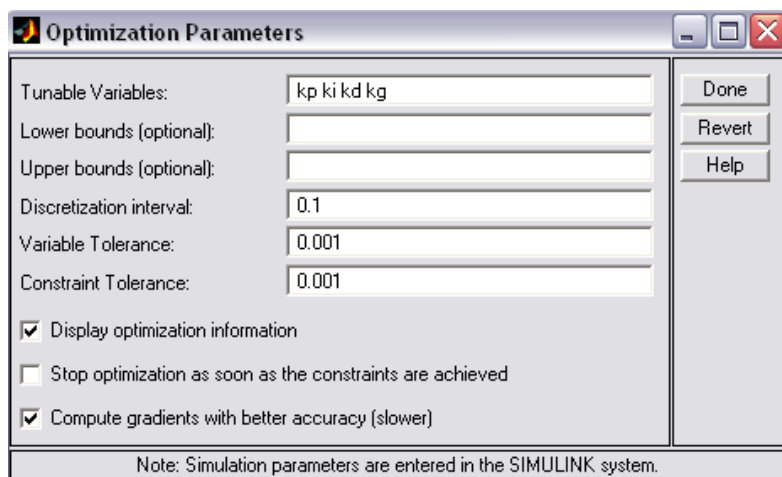 Optimization Parameters
Tunable Variables: kp ki kd kg Done
Lower bounds (optional): Revert
Upper bounds (optional): Help
Discretization interval: 0.1
Variable Tolerance: 0.001
Constraint Tolerance: 0.001
Display optimization information
Stop optimization as soon as the constraints are achieved
Compute gradients with better accuracy (slower)
Note: Simulation parameters are entered in the SIMULINK system.